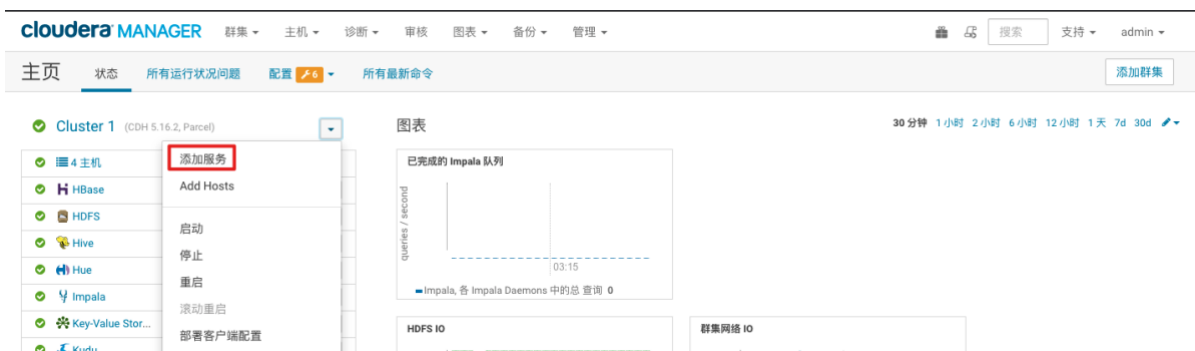 cloudera MANAGER 群集 主机 诊断 审核 图表 备份 管理 搜索 支持 admin
主页 状态 所有运行状况问题 配置 6 所有最新命令 添加群集
Cluster 1 (CDH 5.16.2, Parcel)
4 主机
HBase
HDFS
Hive
Hue
Impala
Key-Value Stor...
Kudu
添加服务
Add Hosts
启动
停止
重启
滚动重启
部署客户端配置
图表
30 分钟 1 小时 2 小时 6 小时 12 小时 1 天 7d 30d
已完成的 Impala 队列
queries / second
03:15
Impala, 各 Impala Daemons 中的总 查询 0
HDFS IO
群集网络 IO